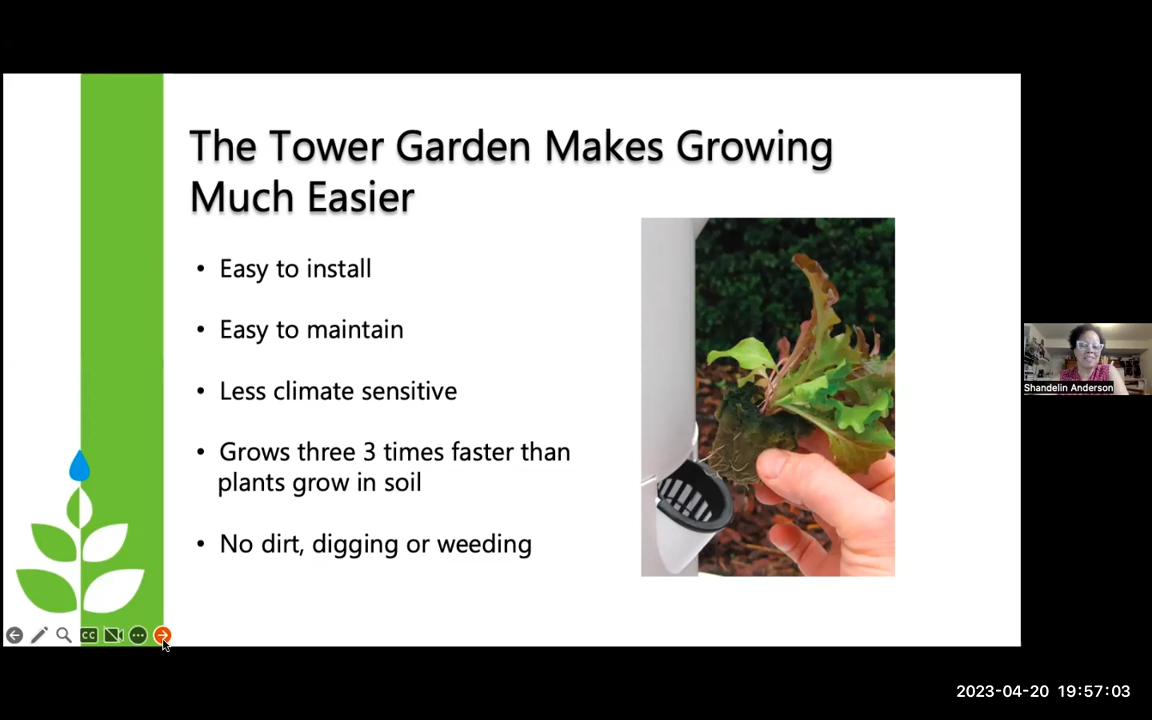 The Tower Garden Makes Growing
Much Easier
• Easy to install
• Easy to maintain
• Less climate sensitive
• Grows three 3 times faster than
plants grow in soil
• No dirt, digging or weeding
Shandelin Anderson
CC
2023-04-20 19:57:03